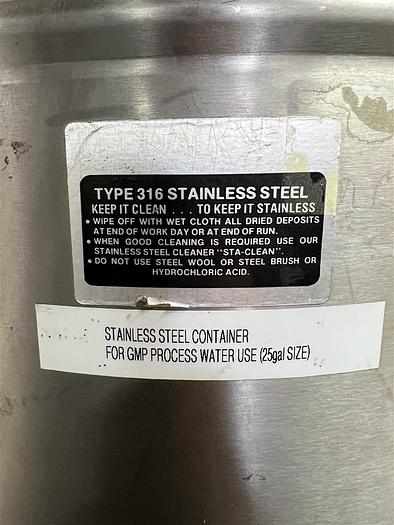 TYPE 316 STAINLESS STEEL
KEEP IT CLEAN . . . TO KEEP IT STAINLESS
• WIPE OFF WITH WET CLOTH ALL DRIED DEPOSITS
AT END OF WORK DAY OR AT END OF RUN.
• WHEN GOOD CLEANING IS REQUIRED USE OUR
STAINLESS STEEL CLEANER "STA-CLEAN".
• DO NOT USE STEEL WOOL OR STEEL BRUSH OR
HYDROCHLORIC ACID.
STAINLESS STEEL CONTAINER
FOR GMP PROCESS WATER USE (25gal SIZE)